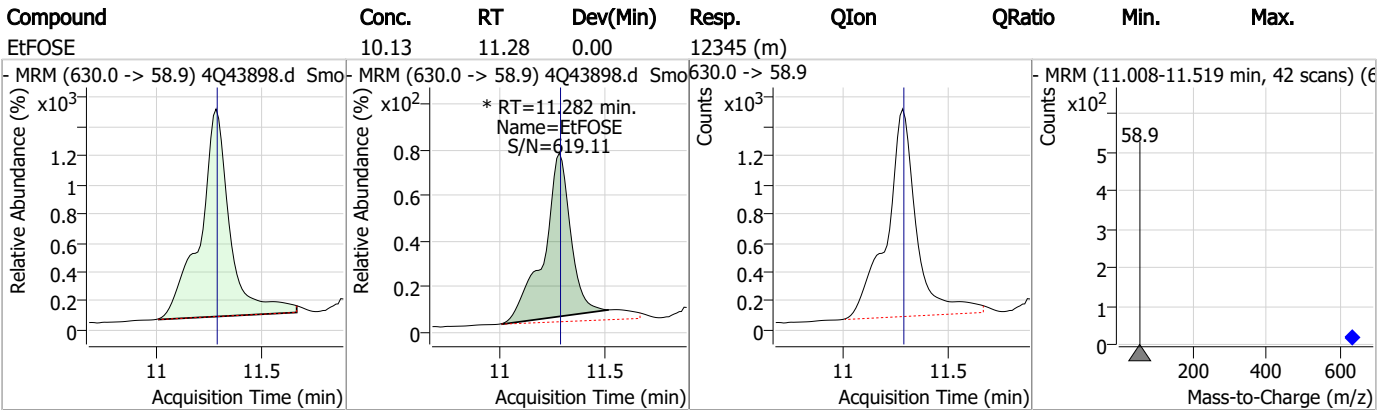 Compound Conc. RT Dev(Min) Resp. QIon QRatio Min. Max.
EtFOSE 10.13 11.28 0.00 12345 (m)
- MRM (630.0 -> 58.9) 4Q43898.d Smo
Relative Abundance (%)
x10³
1.2
1
0.8
0.6
0.4
0.2
0
11 11.5
Acquisition Time (min)
- MRM (630.0 -> 58.9) 4Q43898.d Smo
Relative Abundance (%)
x10²
* RT=11.282 min.
Name=EtFOSE
S/N=619.11
0.8
0.6
0.4
0.2
0
11 11.5
Acquisition Time (min)
630.0 -> 58.9
Counts
x10³
1.2
1
0.8
0.6
0.4
0.2
0
11 11.5
Acquisition Time (min)
- MRM (11.008-11.519 min, 42 scans) (6
Counts
x10²
58.9
5
4
3
2
1
0
200 400 600
Mass-to-Charge (m/z)